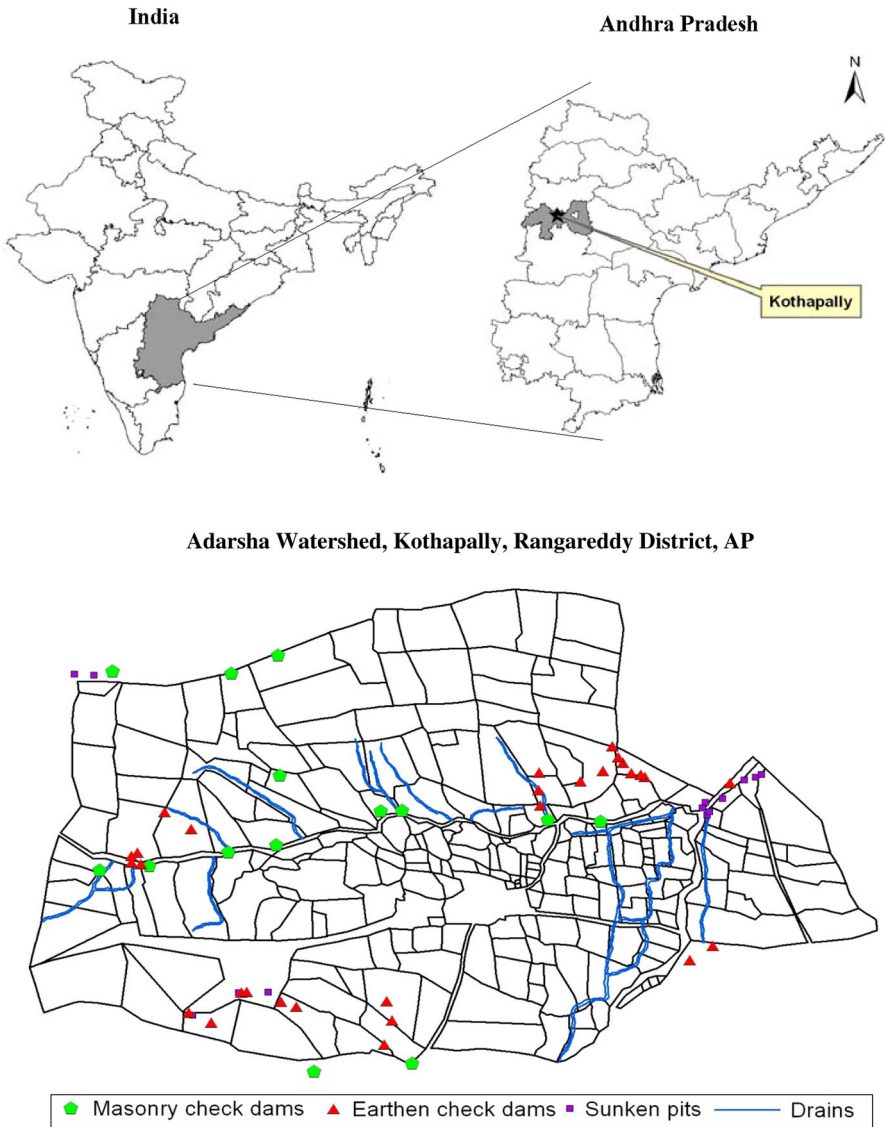 India
Andhra Pradesh
N
Kothapally
Adarsha Watershed, Kothapally, Rangareddy District, AP
Masonry check dams Earthen check dams Sunken pits Drains